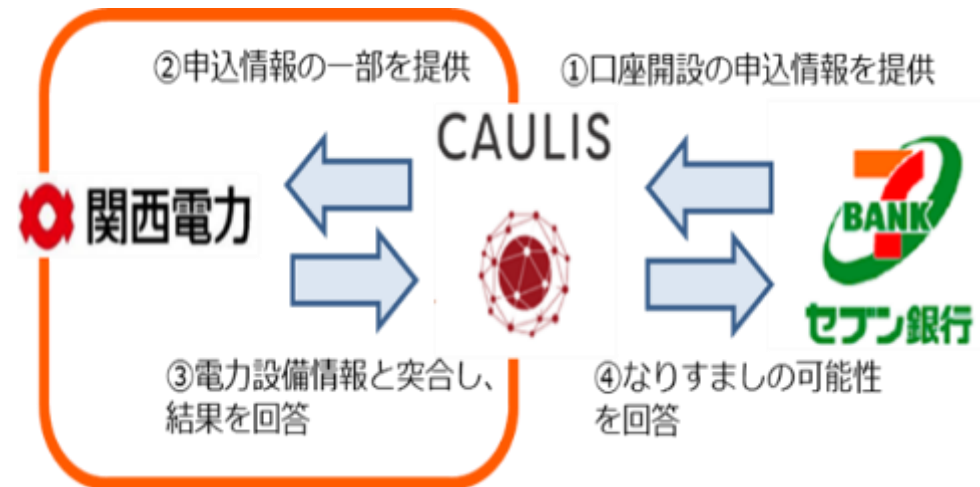 ②申込情報の一部を提供
①口座開設の申込情報を提供
CAULIS
関西電力
7
BANK
セブン銀行
③電力設備情報と突合し、
結果を回答
④なりすましの可能性
を回答